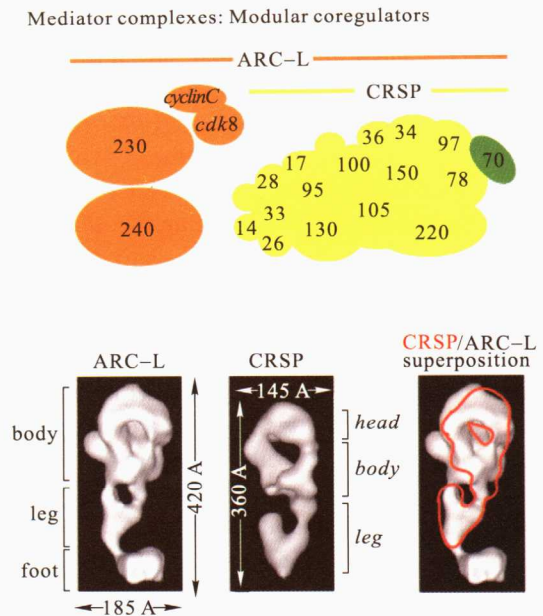 Mediator complexes: Modular coregulators
ARC–L
CRSP
cyclinC
cdk8
230
240
36
34
97
70
17
100
150
78
28
95
33
105
14
26
130
220
ARC–L
CRSP
CRSP/ARC–L
superposition
body
leg
foot
420 A
185 A
145 A
360 A
head
body
leg